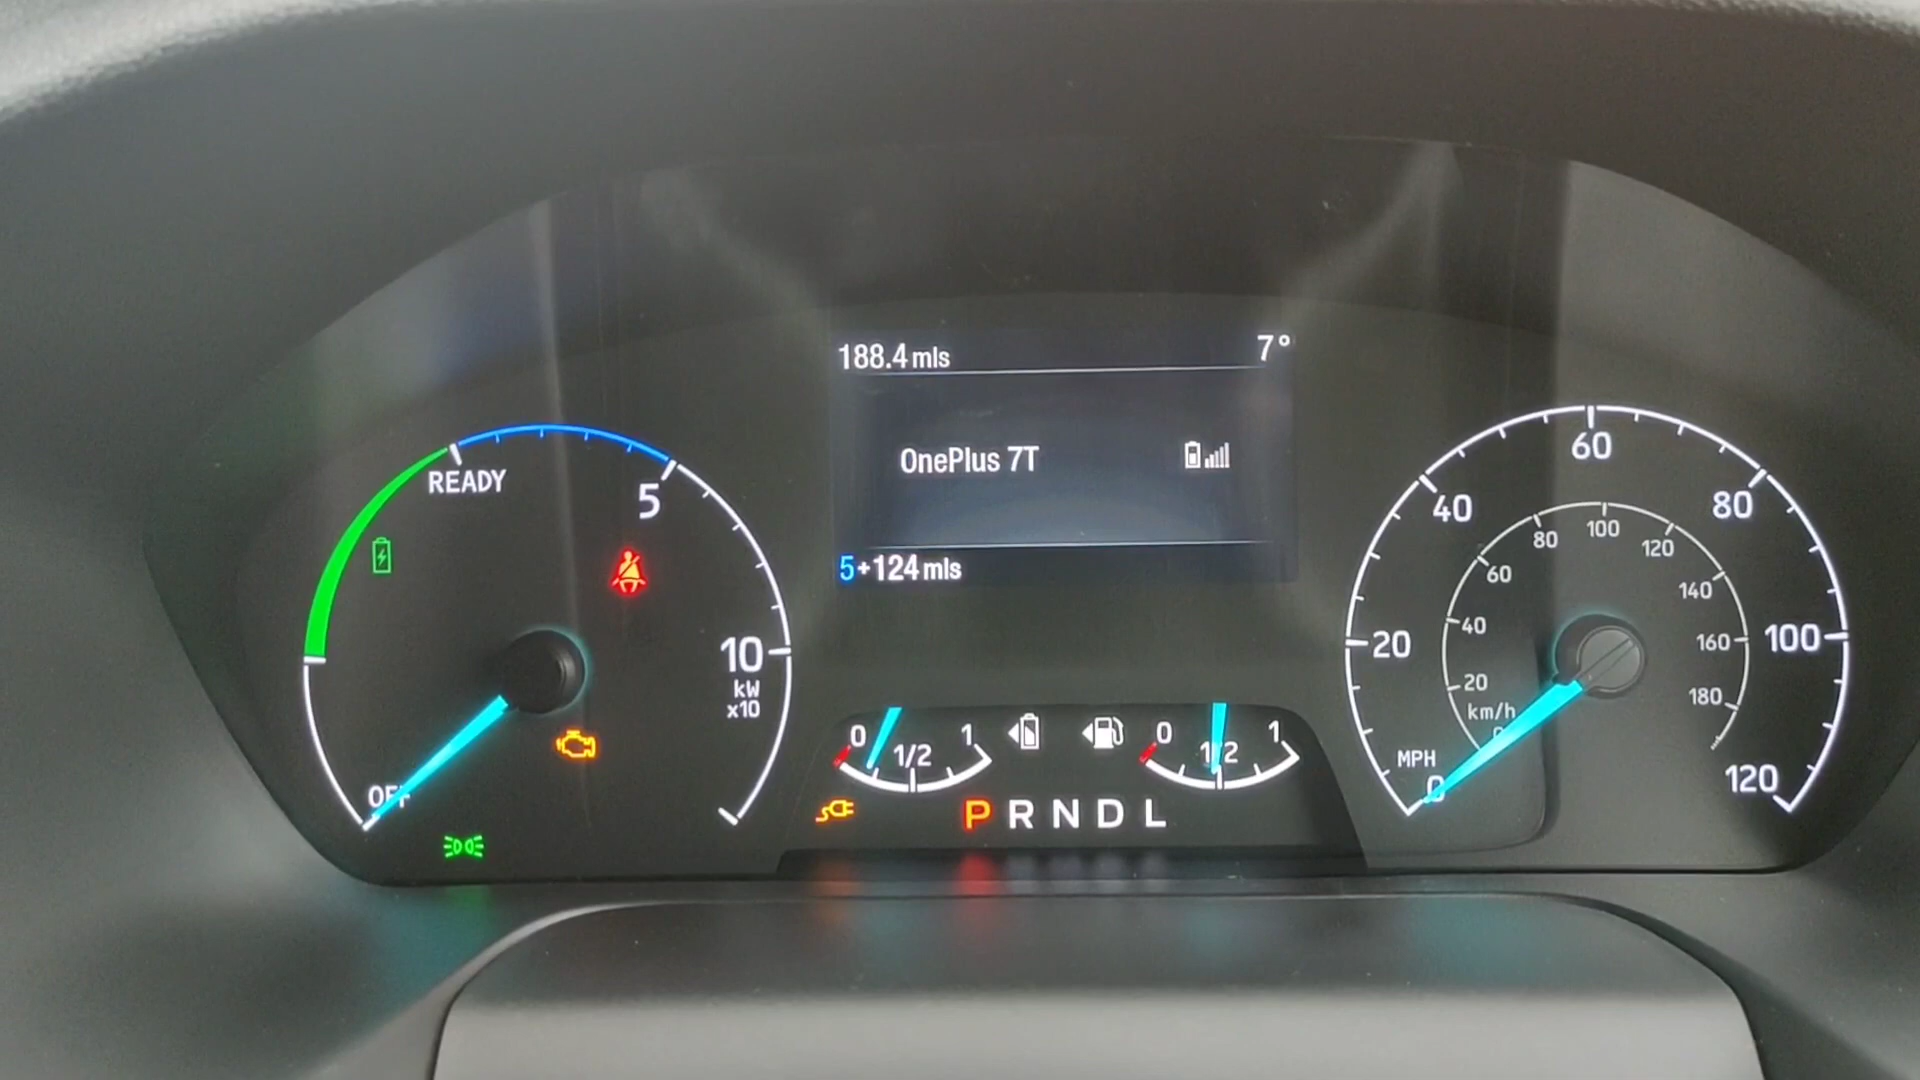 188.4 mls 7°
OnePlus 7T
5+124 mls
READY
5
10
kW
x10
OFF
0 1/2 1
0 1/2 1
P R N D L
0 20 40 60 80 100 120
MPH
0 20 40 60 80 100 120 140 160 180
km/h